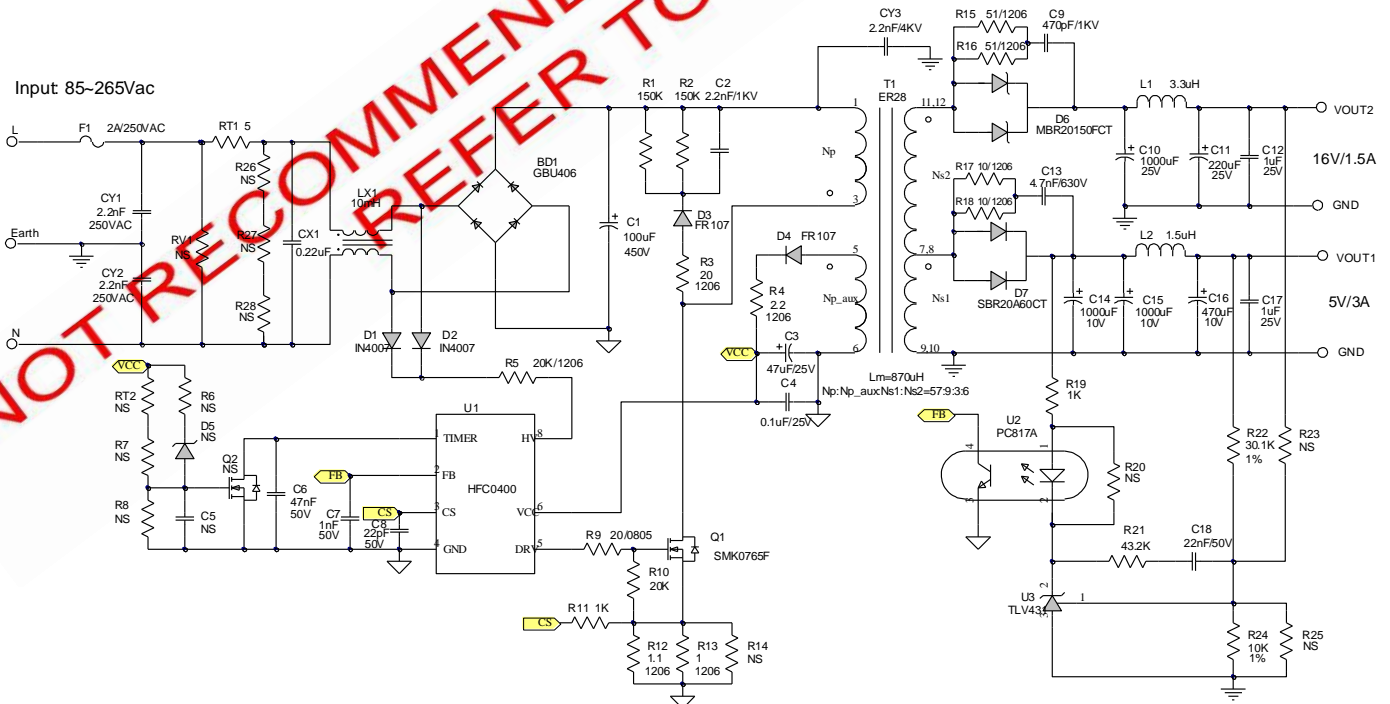 NOT RECOMMENE
REFER TO
Input 85~265Vac
L
F1 2A/250VAC
RT1 5
CY1
2.2nF
250VAC
Earth
CY2
2.2nF
250VAC
N
RV1
NS
R26
NS
R27
NS
R28
NS
CX1
0.22uF
LX1
10mH
BD1
GBU406
D1
IN4007
D2
IN4007
R5 20K/1206
C1
100uF
450V
R1
150K
R2
150K
C2
2.2nF/1KV
D3
FR107
R3
20
1206
CY3
2.2nF/4KV
T1
ER28
1
Np
3
D4 FR107
5
Np_aux
6
R4
2.2
1206
VCC
C3
47uF/25V
C4
0.1uF/25V
Lm=870uH
Np:Np_aux:Ns1:Ns2=57:9:3:6
11,12
Ns2
7,8
Ns1
9,10
R15 51/1206
R16 51/1206
C9
470pF/1KV
D6
MBR20150FCT
R17 10/1206
R18 10/1206
C13
4.7nF/630V
D7
SBR20A60CT
L1 3.3uH
C10
1000uF
25V
C11
220uF
25V
C12
1uF
25V
VOUT2
16V/1.5A
GND
L2 1.5uH
C14
1000uF
10V
C15
1000uF
10V
C16
470uF
10V
C17
1uF
25V
VOUT1
5V/3A
GND
VCC
RT2
NS
R6
NS
D5
NS
R7
NS
R8
NS
C5
NS
Q2
NS
C6
47nF
50V
FB
C7
1nF
50V
CS
C8
22pF
50V
U1
HFC0400
1 TIMER
2 FB
3 CS
4 GND
HV 8
VCC 6
DRV 5
R9 20/0805
Q1
SMK0765F
R10
20K
CS
R11 1K
R12
1.1
1206
R13
1
1206
R14
NS
FB
U2
PC817A
4
3
1
2
R19
1K
R20
NS
R21
43.2K
C18
22nF/50V
R22
30.1K
1%
R23
NS
U3
TLV431
2
1
3
R24
10K
1%
R25
NS